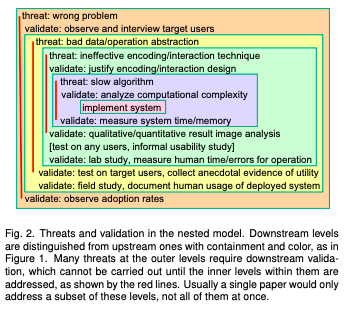 threat: wrong problem
validate: observe and interview target users
threat: bad data/operation abstraction
threat: ineffective encoding/interaction technique
validate: justify encoding/interaction design
threat: slow algorithm
validate: analyze computational complexity
implement system
validate: measure system time/memory
validate: qualitative/quantitative result image analysis
[test on any users, informal usability study]
validate: lab study, measure human time/errors for operation
validate: test on target users, collect anecdotal evidence of utility
validate: field study, document human usage of deployed system
validate: observe adoption rates
Fig. 2. Threats and validation in the nested model. Downstream levels
are distinguished from upstream ones with containment and color, as in
Figure 1. Many threats at the outer levels require downstream valida-
tion, which cannot be carried out until the inner levels within them are
addressed, as shown by the red lines. Usually a single paper would only
address a subset of these levels, not all of them at once.